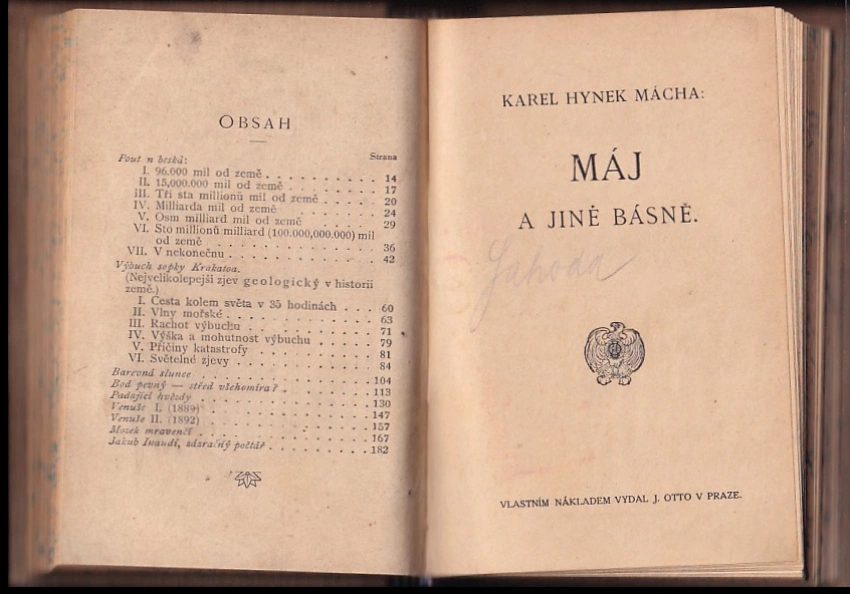 OBSAH
Strana
Pout n beská:
I. 96.000 mil od země . . . . . . . . . . 14
II. 15,000.000 mil od země . . . . . . . . 17
III. Tři sta millionů mil od země . . . . . 20
IV. Milliarda mil od země . . . . . . . . 24
V. Osm milliard mil od země . . . . . . . 29
VI. Sto millionů milliard (100.000,000.000) mil
od země . . . . . . . . . . . . . 36
VII. V nekonečnu . . . . . . . . . . . . 42
Výbuch sopky Krakatoa.
(Nejvelikolepejší zjev geologický v historii
země.)
I. Cesta kolem světa v 35 hodinách . . . 60
II. Vlny mořské . . . . . . . . . . . . 63
III. Rachot výbuchu . . . . . . . . . . . 71
IV. Výška a mohutnost výbuchu . . . . . . 79
V. Příčiny katastrofy . . . . . . . . . . 81
VI. Světelné zjevy . . . . . . . . . . . 84
Barevná slunce . . . . . . . . . . . . . 104
Bod pevný — střed všehomíra? . . . . . . . 113
Padající hvězdy . . . . . . . . . . . . . 130
Venuše I. (1889) . . . . . . . . . . . . . 147
Venuše II. (1892) . . . . . . . . . . . . 157
Mozek mravenčí . . . . . . . . . . . . . 167
Jakub Inaudi, zázračný počtář . . . . . . . 182
KAREL HYNEK MÁCHA:
MÁJ
A JINÉ BÁSNĚ.
Jahoda
VLASTNÍM NÁKLADEM VYDAL J. OTTO V PRAZE.